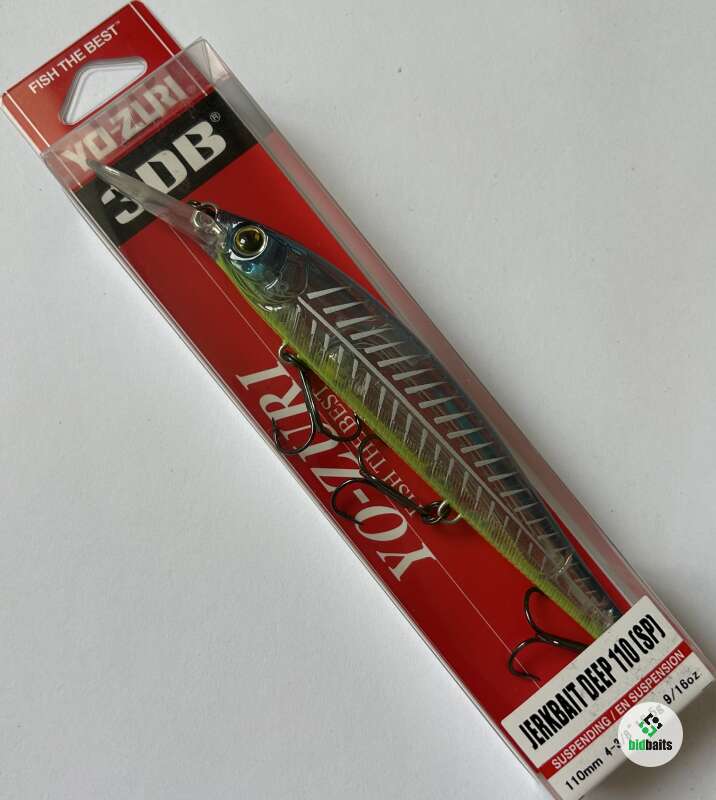 FISH THE BEST™
YO-ZURI®
3DB®
YO-ZURI
FISH THE BEST
JERKBAIT DEEP 110 (SP)
SUSPENDING / EN SUSPENSION
110mm 9/16oz
bidbaits